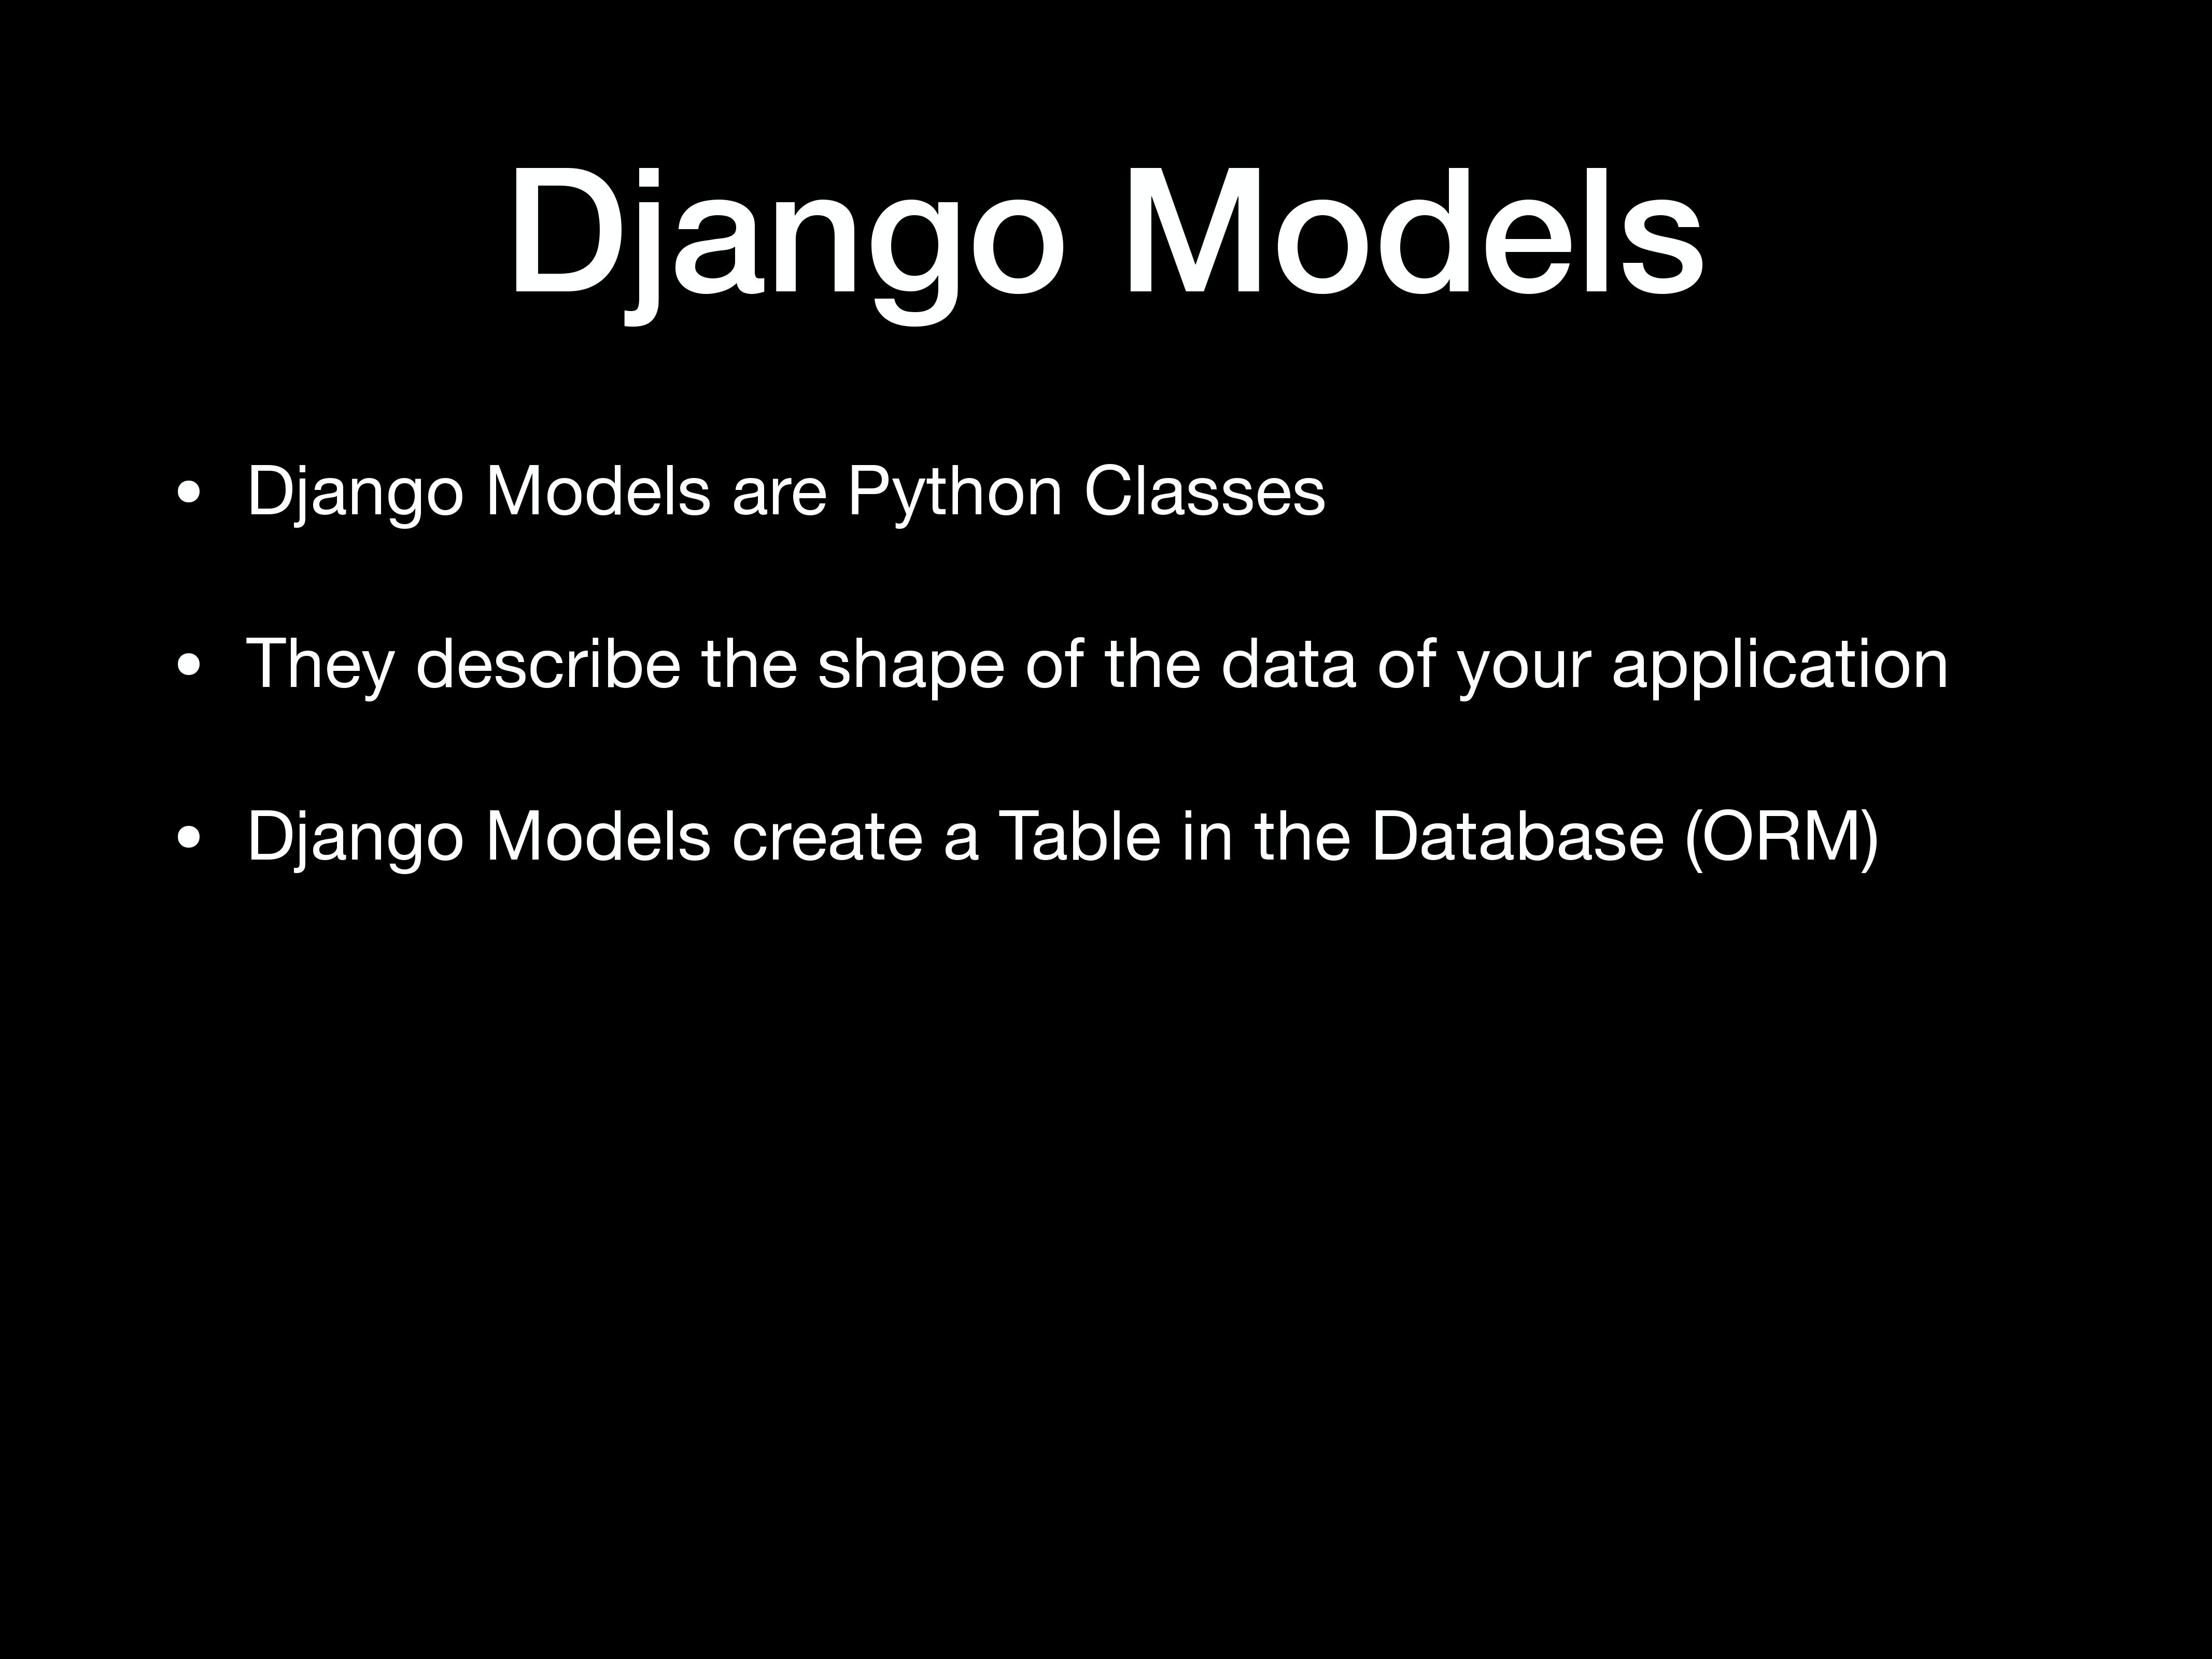 Django Models
• Django Models are Python Classes
• They describe the shape of the data of your application
• Django Models create a Table in the Database (ORM)